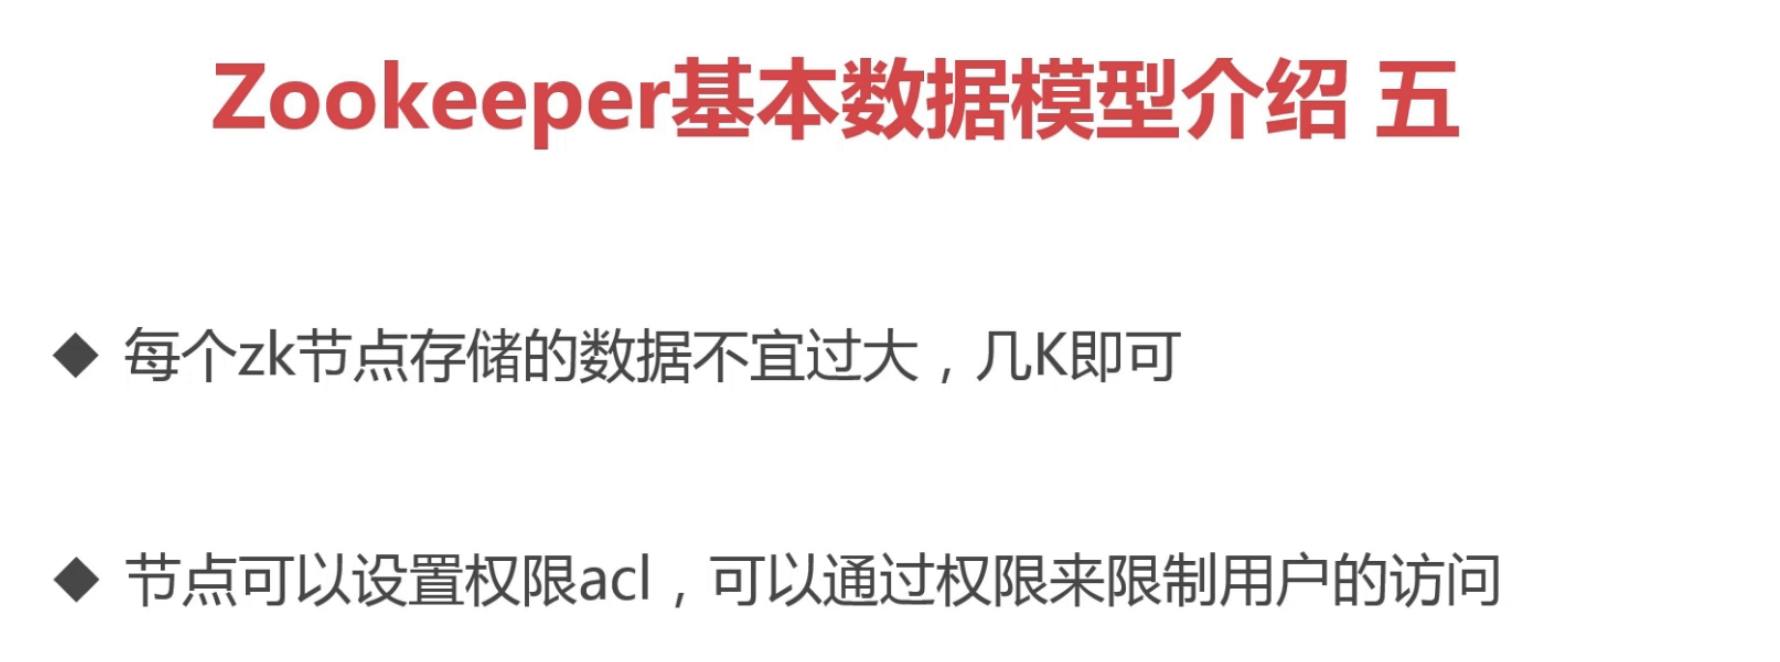 Zookeeper基本数据模型介绍 五
◆ 每个zk节点存储的数据不宜过大，几K即可
◆ 节点可以设置权限acl，可以通过权限来限制用户的访问